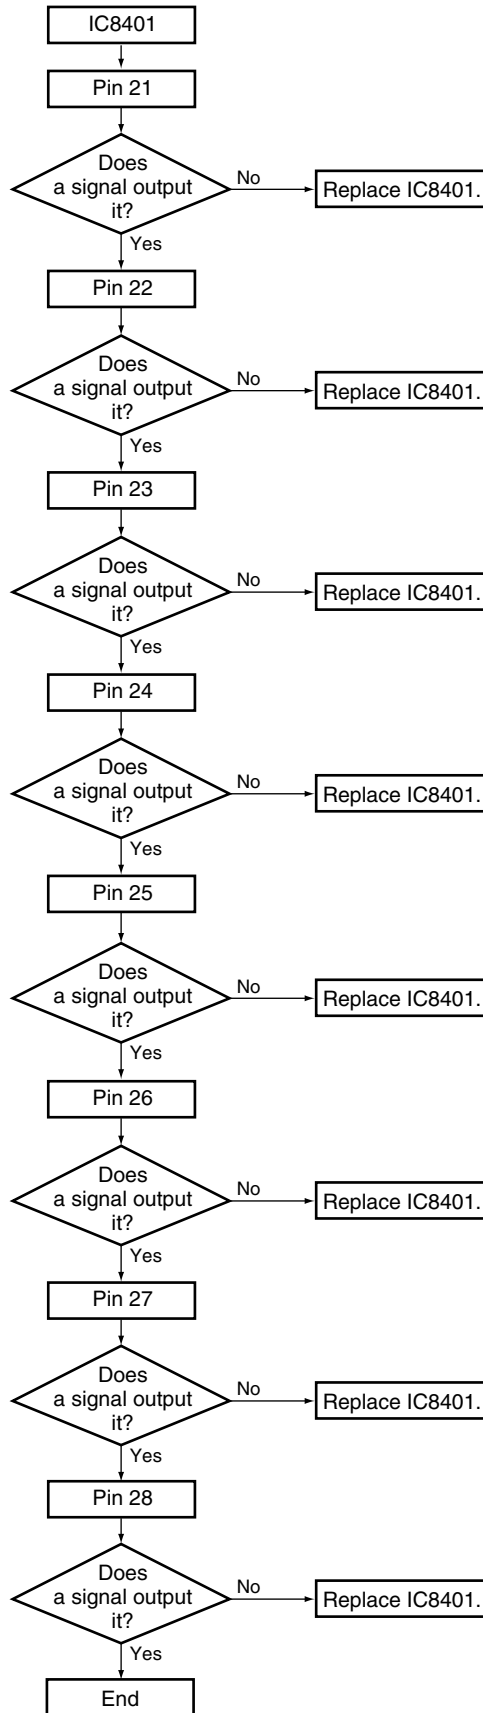 IC8401
Pin 21
Does
a signal output
it?
No
Replace IC8401.
Yes
Pin 22
Does
a signal output
it?
No
Replace IC8401.
Yes
Pin 23
Does
a signal output
it?
No
Replace IC8401.
Yes
Pin 24
Does
a signal output
it?
No
Replace IC8401.
Yes
Pin 25
Does
a signal output
it?
No
Replace IC8401.
Yes
Pin 26
Does
a signal output
it?
No
Replace IC8401.
Yes
Pin 27
Does
a signal output
it?
No
Replace IC8401.
Yes
Pin 28
Does
a signal output
it?
No
Replace IC8401.
Yes
End